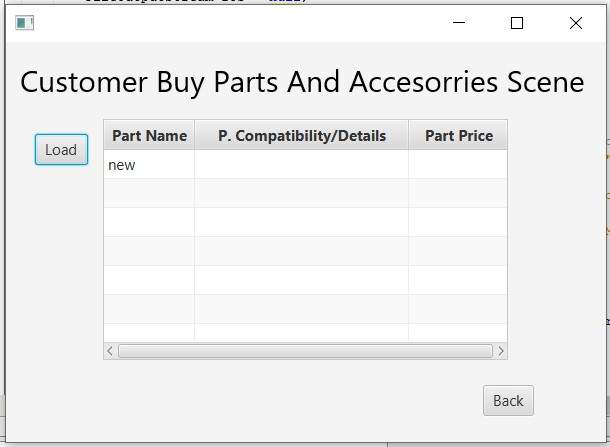 Customer Buy Parts And Accesorries Scene
Load
Part Name P. Compatibility/Details Part Price
new
Back